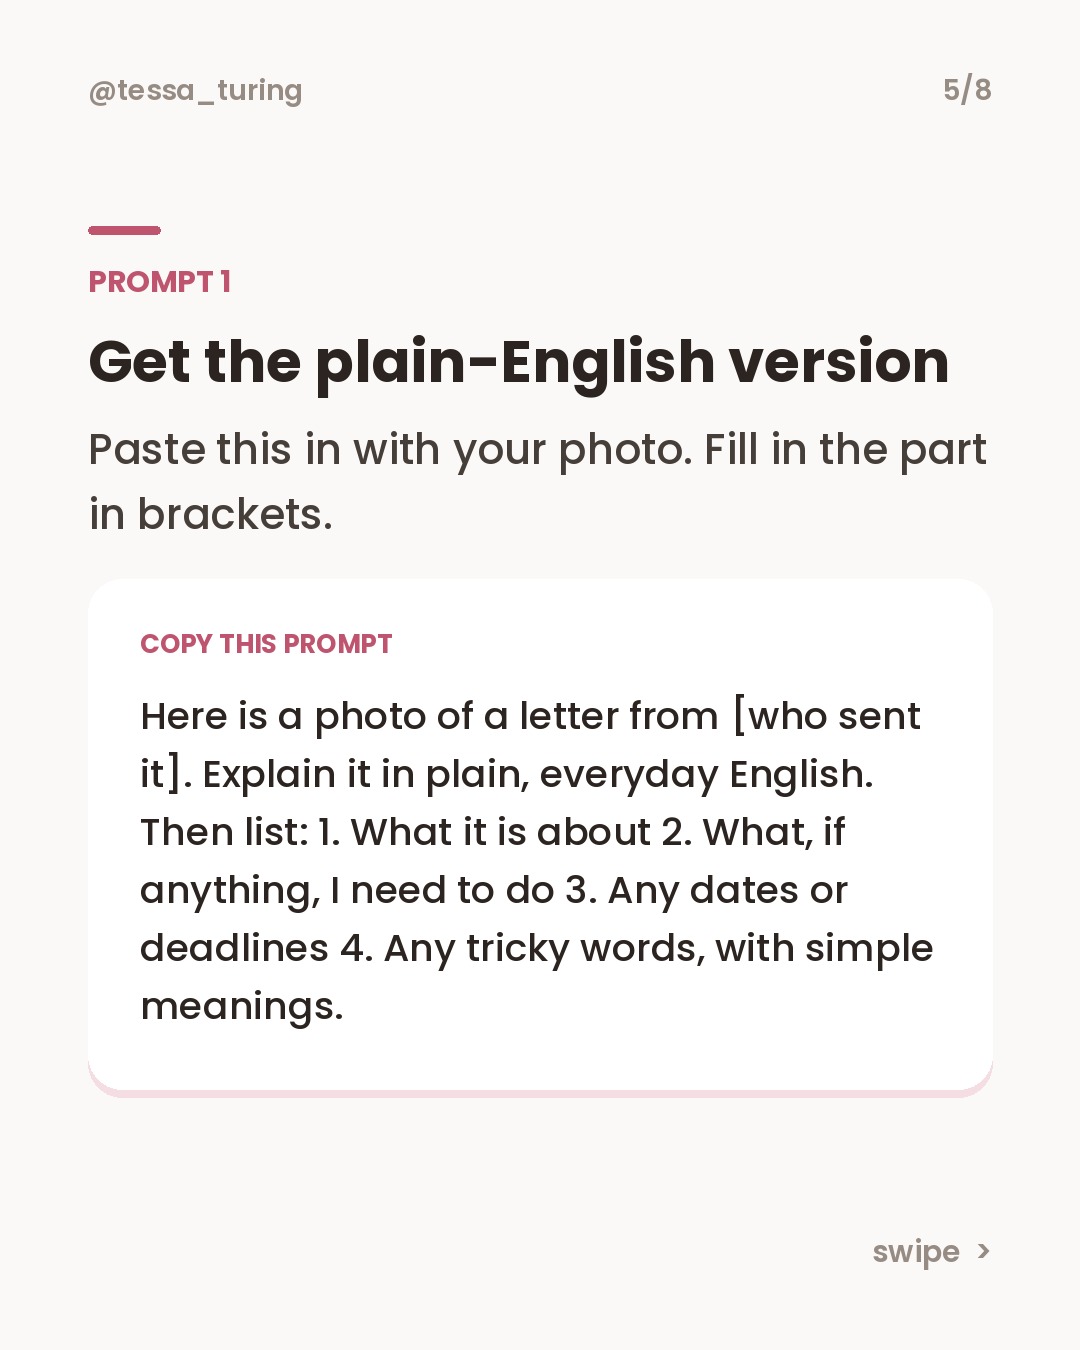 @tessa_turing
5/8
PROMPT 1
Get the plain-English version
Paste this in with your photo. Fill in the part
in brackets.
COPY THIS PROMPT
Here is a photo of a letter from [who sent
it]. Explain it in plain, everyday English.
Then list: 1. What it is about 2. What, if
anything, I need to do 3. Any dates or
deadlines 4. Any tricky words, with simple
meanings.
swipe >